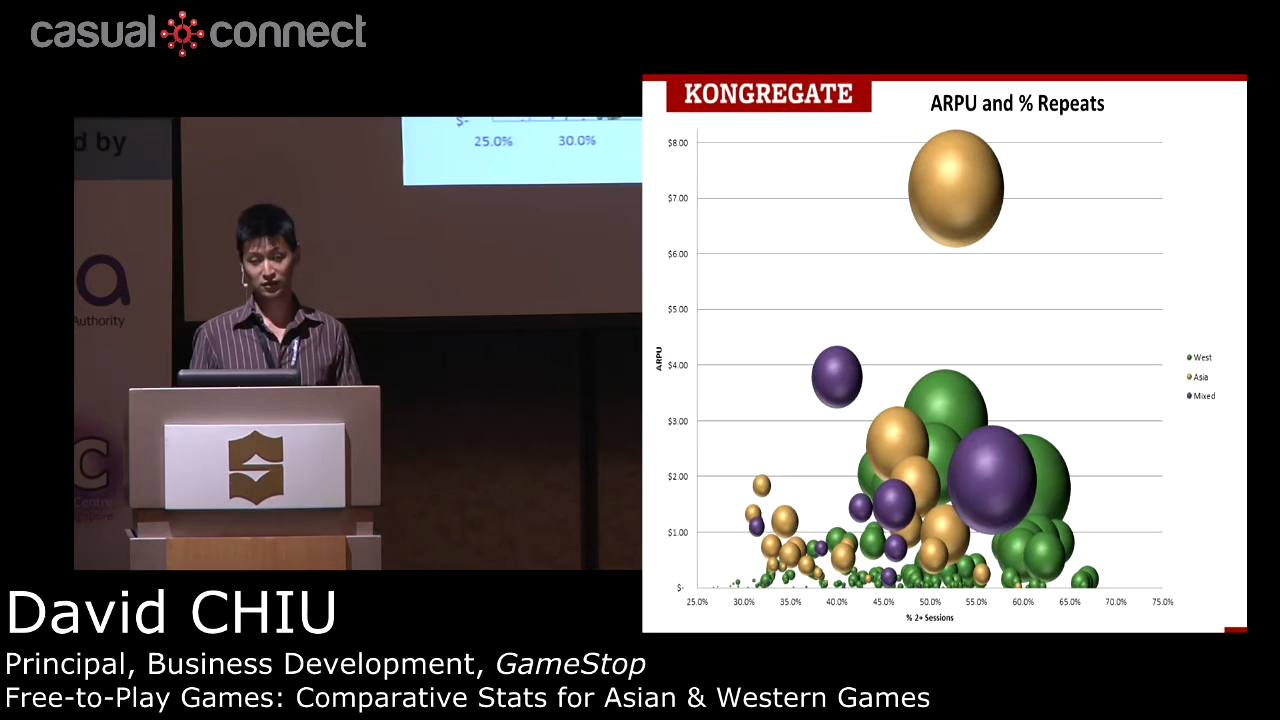 casual connect
d by
25.0% 30.0%
Authority
C
Centre
KONGREGATE
ARPU and % Repeats
$8.00
$7.00
$6.00
$5.00
$4.00
$3.00
$2.00
$1.00
$-
ARPU
25.0% 30.0% 35.0% 40.0% 45.0% 50.0% 55.0% 60.0% 65.0% 70.0% 75.0%
% 2+ Sessions
West
Asia
Mixed
David CHIU
Principal, Business Development, GameStop
Free-to-Play Games: Comparative Stats for Asian & Western Games